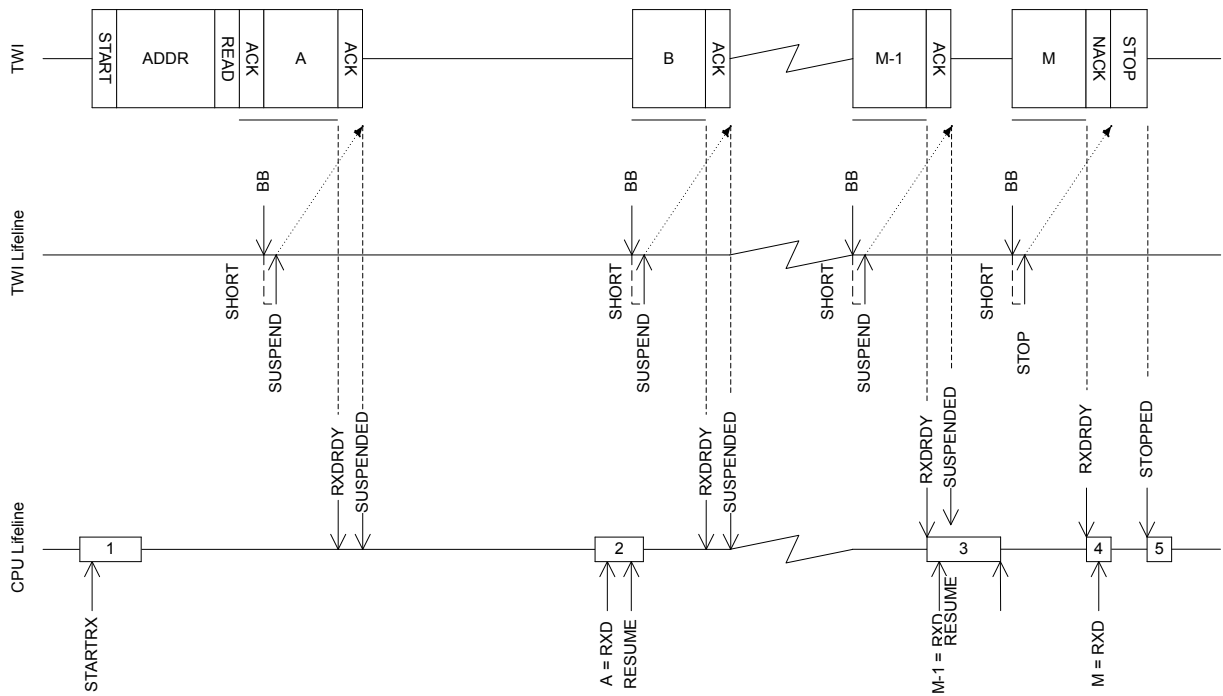 TWI
START
ADDR
READ
ACK
A
ACK
B
ACK
M-1
ACK
M
NACK
STOP
TWI Lifeline
BB
SHORT
SUSPEND
BB
SHORT
SUSPEND
BB
SHORT
SUSPEND
BB
SHORT
STOP
CPU Lifeline
RXDRDY
SUSPENDED
RXDRDY
SUSPENDED
RXDRDY
SUSPENDED
RXDRDY
STOPPED
1
2
3
4
5
STARTRX
A = RXD
RESUME
M-1 = RXD
RESUME
M = RXD